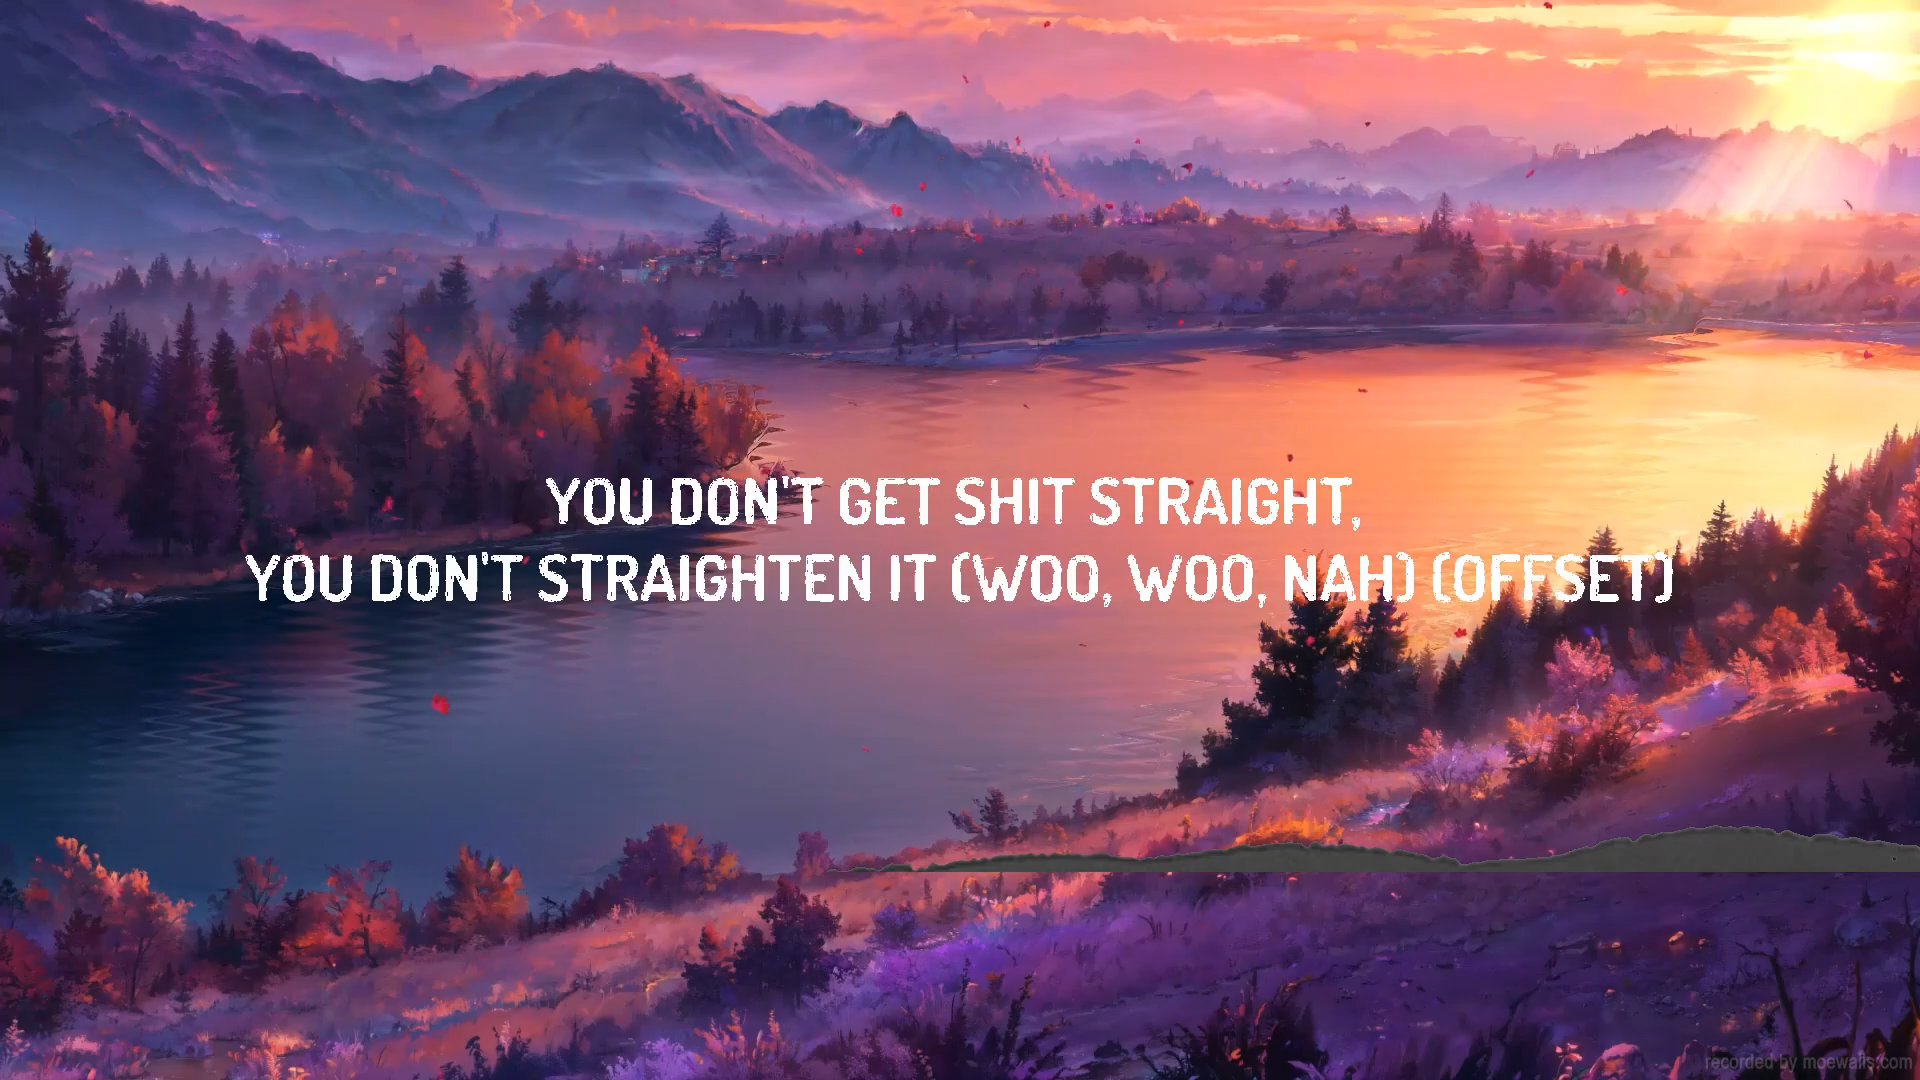 YOU DON'T GET SHIT STRAIGHT,
YOU DON'T STRAIGHTEN IT (WOO, WOO, NAH) (OFFSET)
recorded by moewalls.com